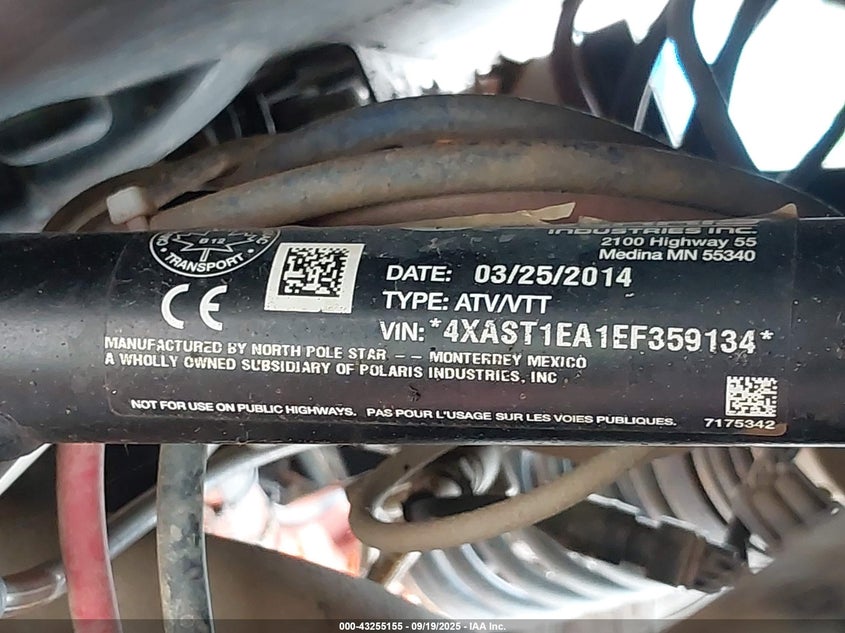 INDUSTRIES INC.
2100 Highway 55
Medina MN 55340
B 12
TRANSPORT
CE
DATE: 03/25/2014
TYPE: ATV/VTT
VIN: *4XAST1EA1EF359134*
MANUFACTURED BY NORTH POLE STAR -- MONTERREY MEXICO
A WHOLLY OWNED SUBSIDIARY OF POLARIS INDUSTRIES, INC
NOT FOR USE ON PUBLIC HIGHWAYS. PAS POUR L'USAGE SUR LES VOIES PUBLIQUES.
7175342
000-43255155 - 09/19/2025 - IAA Inc.